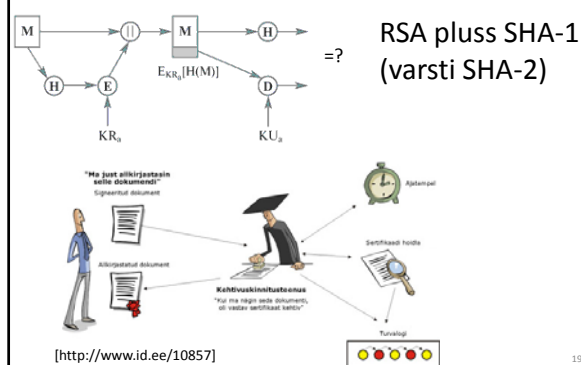 M
||
M
H
=?
RSA pluss SHA-1
(varsti SHA-2)
H
E
E_KRa[H(M)]
D
KRa
KUa
"Ma just allkirjastasin
selle dokumendi"
Signeeritud dokument
Ajatempel
Allkirjastatud dokument
Sertifikaadi hoidla
Kehtivuskinnitusteenus
"Kui ma nägin seda dokumenti,
oli vastav sertifikaat kehtiv"
Turvalogi
[http://www.id.ee/10857]
19